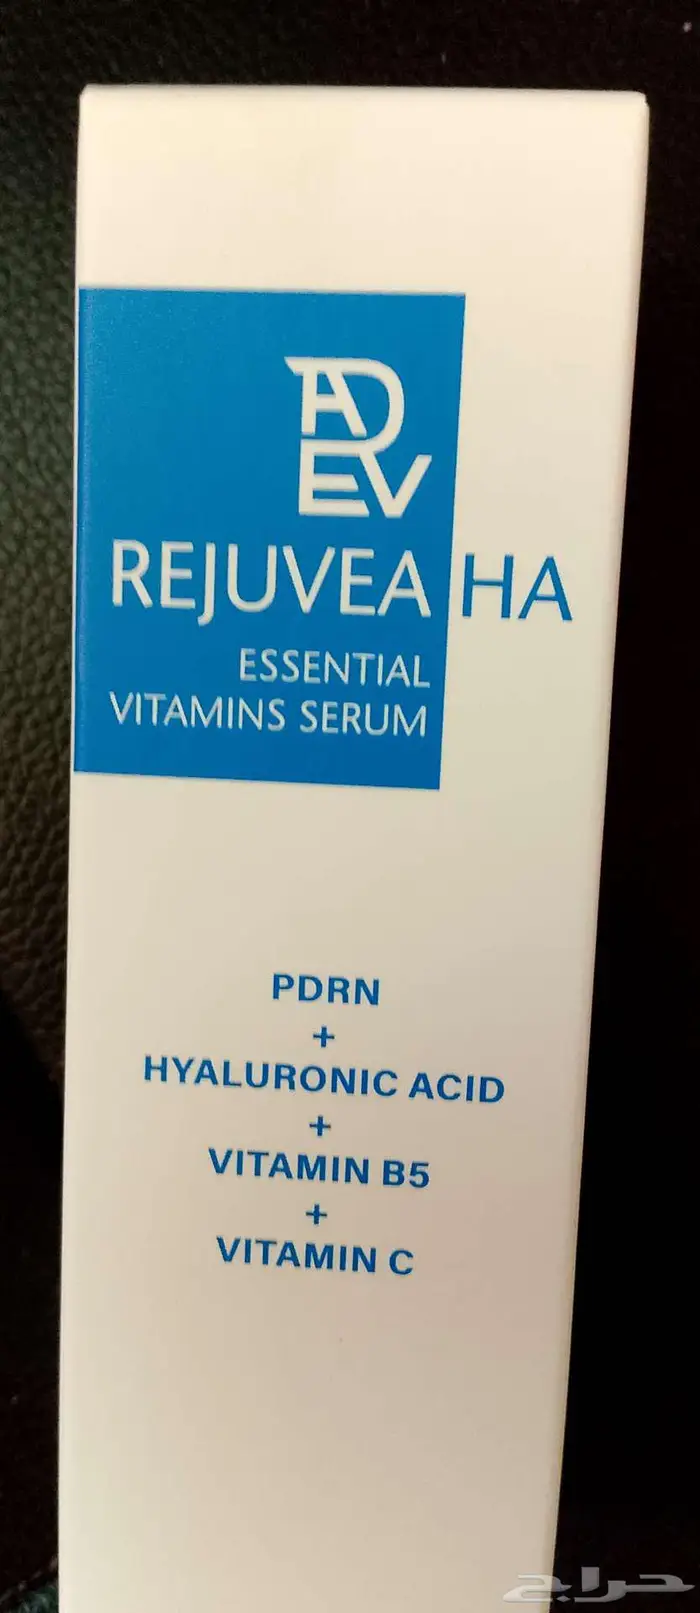 ADEV
REJUVEA HA
ESSENTIAL
VITAMINS SERUM
PDRN
+
HYALURONIC ACID
+
VITAMIN B5
+
VITAMIN C
حراج